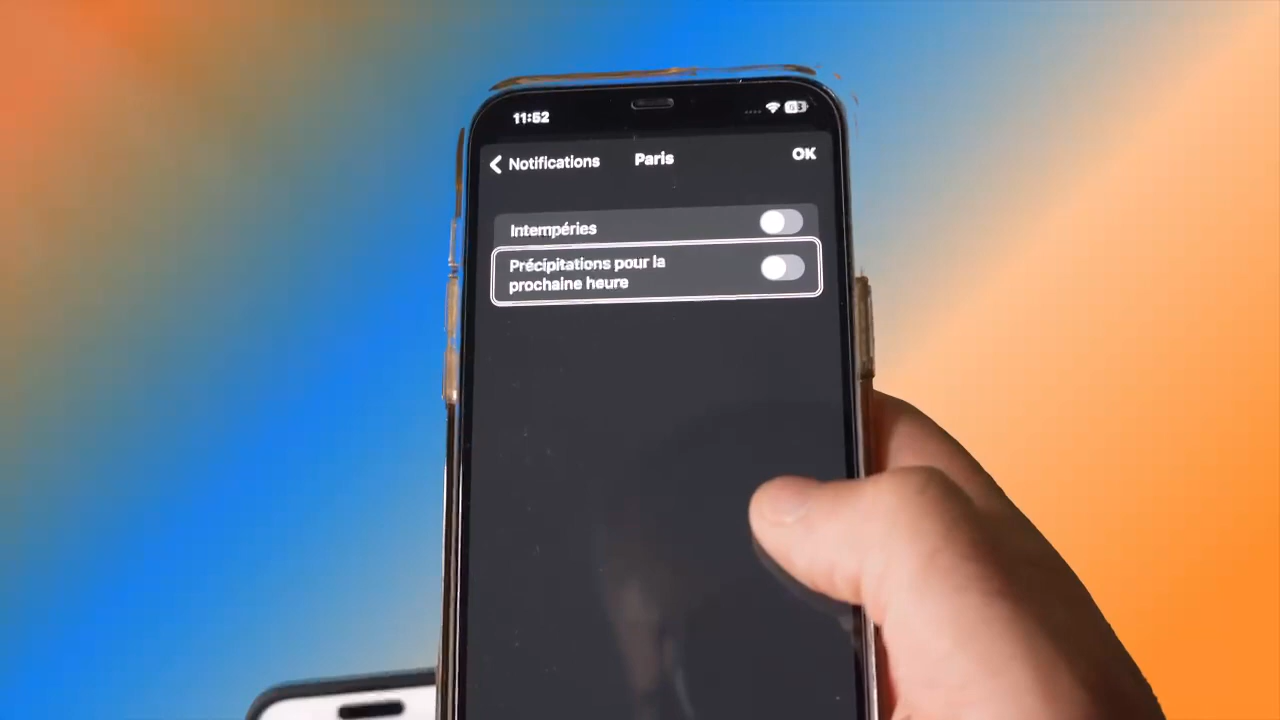 11:52
Notifications
Paris
OK
Intempéries
Précipitations pour la
prochaine heure